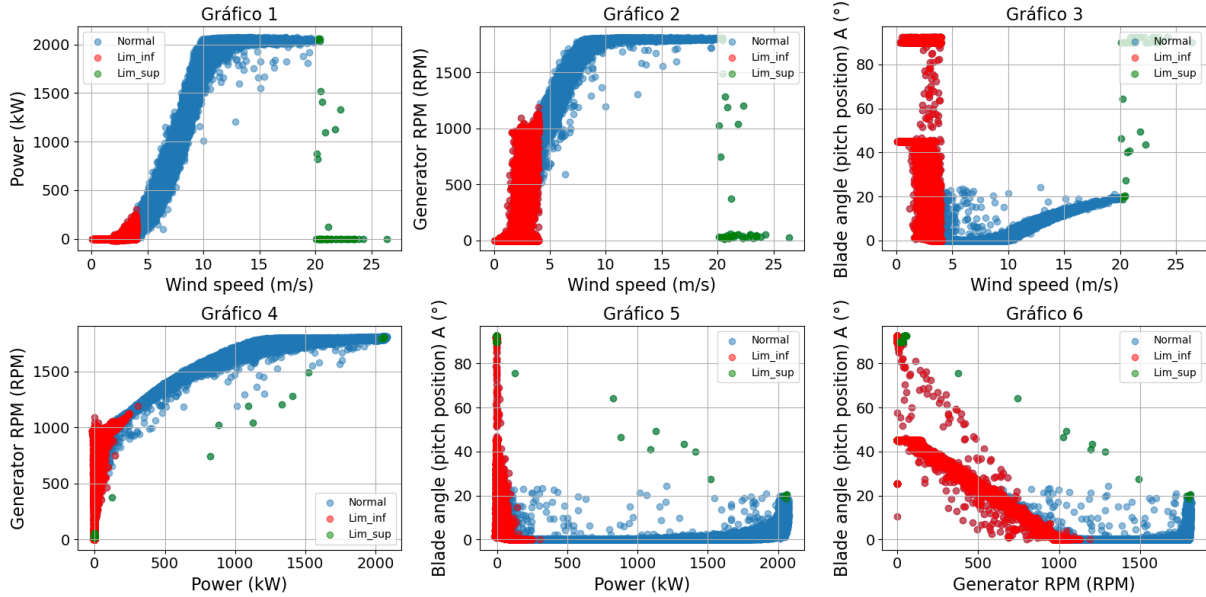 Gráfico 1
Power (kW)
2000
1500
1000
500
0
Normal
Lim_inf
Lim_sup
0 5 10 15 20 25
Wind speed (m/s)
Gráfico 2
Generator RPM (RPM)
1500
1000
500
0
Normal
Lim_inf
Lim_sup
0 5 10 15 20 25
Wind speed (m/s)
Gráfico 3
Blade angle (pitch position) A (°)
80
60
40
20
0
Normal
Lim_inf
Lim_sup
0 5 10 15 20 25
Wind speed (m/s)
Gráfico 4
Generator RPM (RPM)
1500
1000
500
0
Normal
Lim_inf
Lim_sup
0 500 1000 1500 2000
Power (kW)
Gráfico 5
Blade angle (pitch position) A (°)
80
60
40
20
0
Normal
Lim_inf
Lim_sup
0 500 1000 1500 2000
Power (kW)
Gráfico 6
Blade angle (pitch position) A (°)
80
60
40
20
0
Normal
Lim_inf
Lim_sup
0 250 500 750 1000 1250 1500 1750
Generator RPM (RPM)